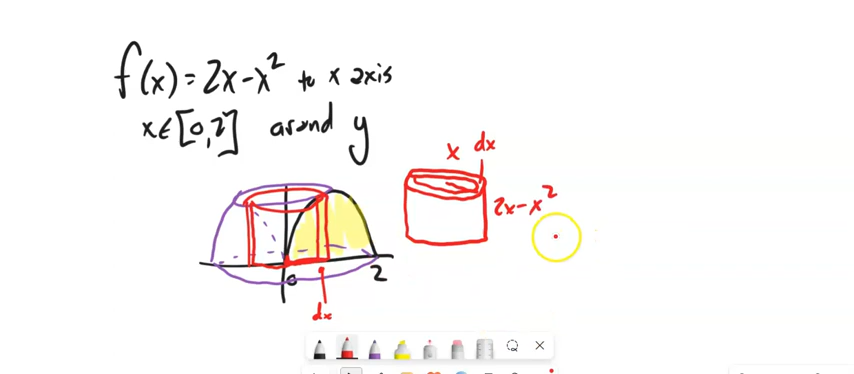 f(x) = 2x - x² to x axis
x ∈ [0,2] around y
x dx
2x - x²
0 2
dx